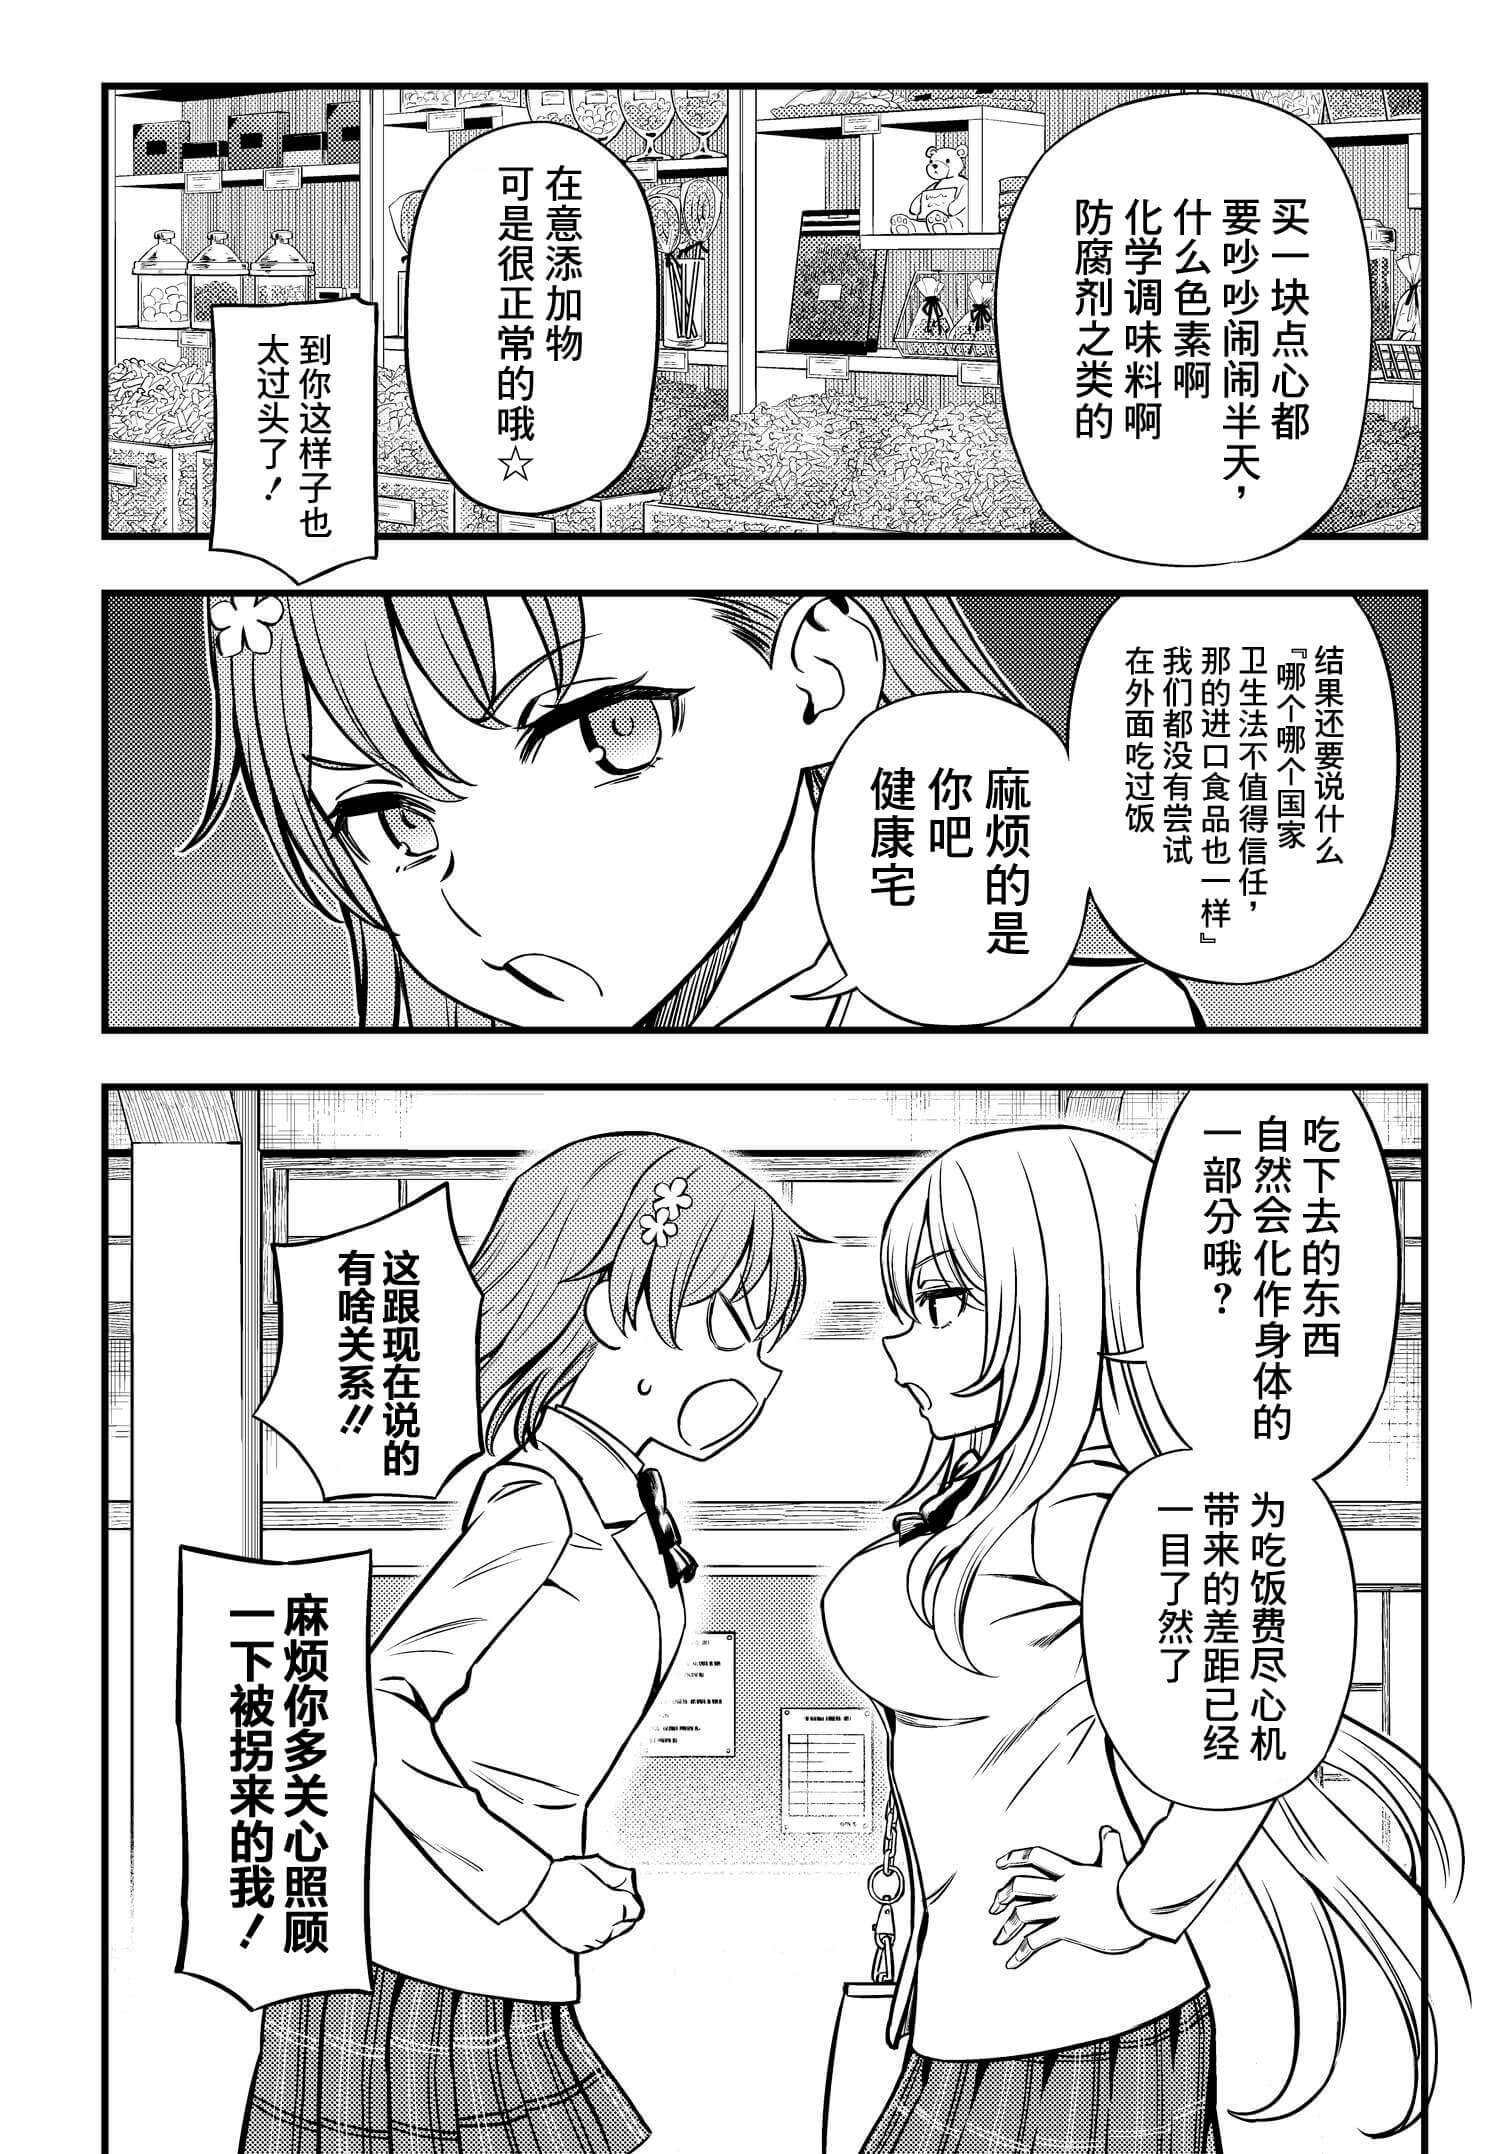 买一块点心都
要吵吵闹闹半天，
什么色素啊
化学调味料啊
防腐剂之类的
在意添加物
可是很正常的哦☆
到你这样子也
太过头了！
结果还要说什么
『哪个哪个国家
卫生法不值得信任，
那的进口食品也一样』
我们都没有尝试
在外面吃过饭
麻烦的是
你吧
健康宅
吃下去的东西
自然会化作身体的
一部分哦？
为吃饭费尽心机
带来的差距已经
一目了然了
这跟现在说的
有啥关系！！
麻烦你多关心照顾
一下被拐来的我！